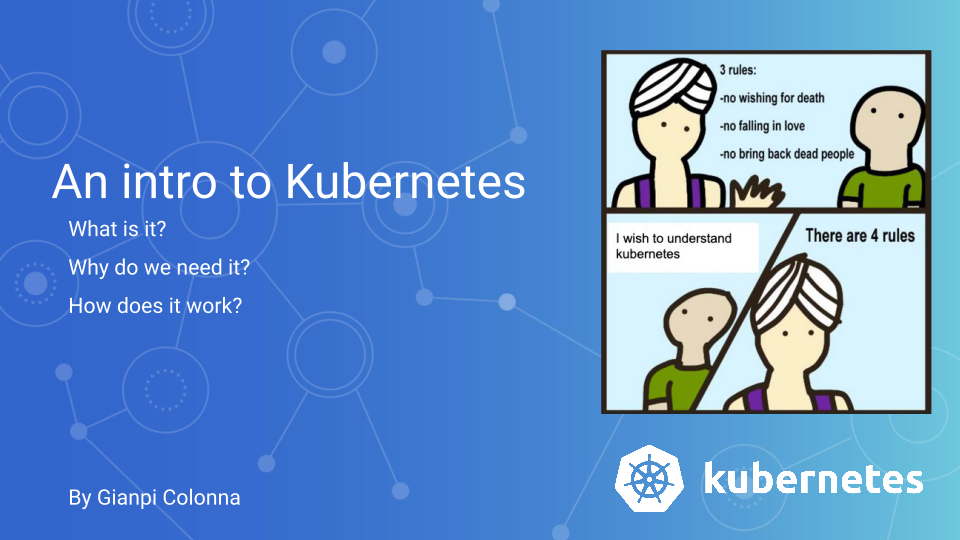 An intro to Kubernetes
What is it?
Why do we need it?
How does it work?
By Gianpi Colonna
3 rules:
-no wishing for death
-no falling in love
-no bring back dead people
I wish to understand
kubernetes
There are 4 rules
kubernetes